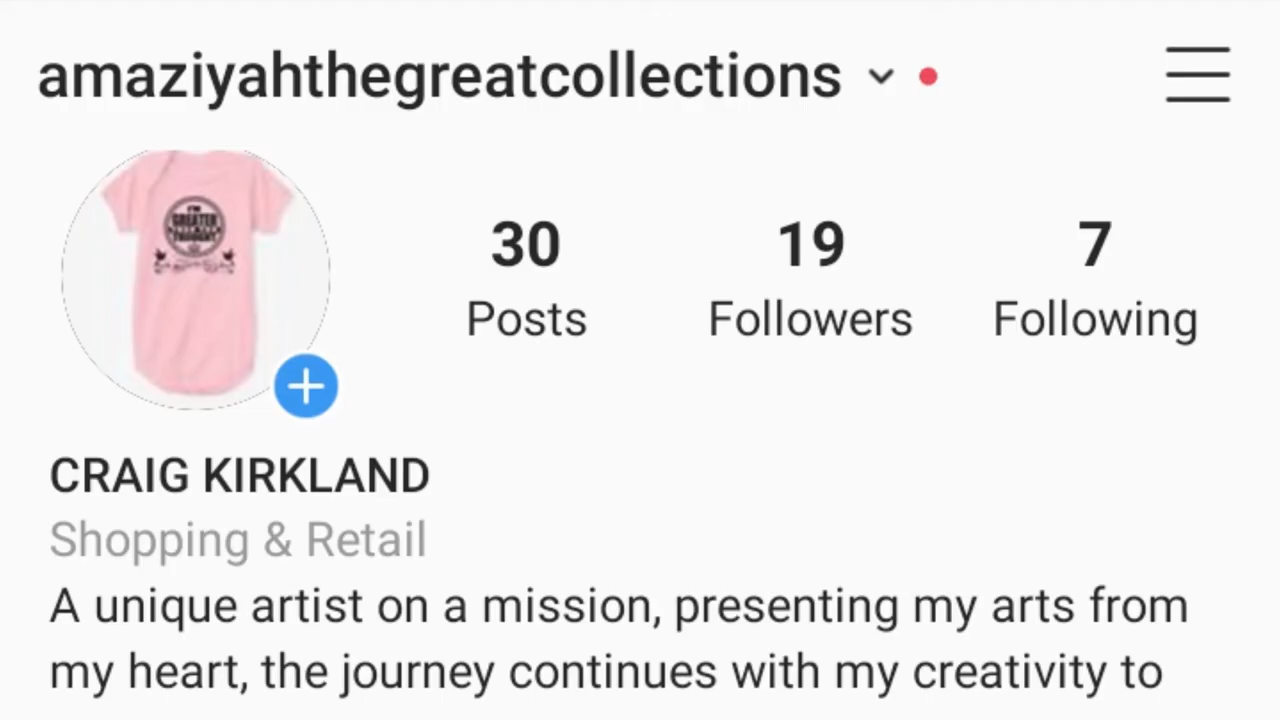 amaziyahthegreatcollections
I'M
GREATER
30
19
7
Posts
Followers
Following
CRAIG KIRKLAND
Shopping & Retail
A unique artist on a mission, presenting my arts from
my heart, the journey continues with my creativity to